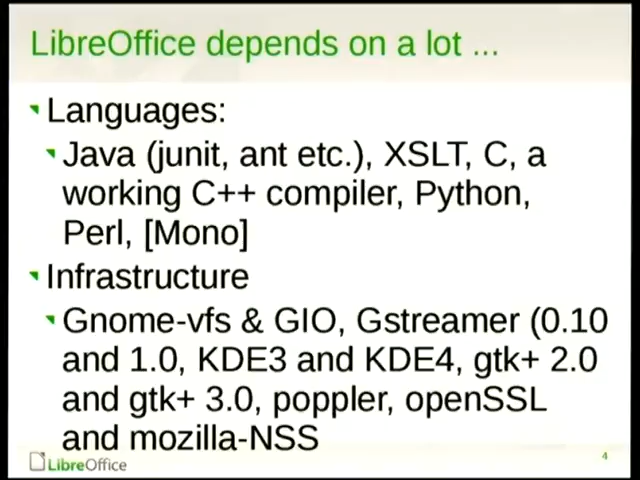 LibreOffice depends on a lot ...
Languages:
Java (junit, ant etc.), XSLT, C, a
working C++ compiler, Python,
Perl, [Mono]
Infrastructure
Gnome-vfs & GIO, Gstreamer (0.10
and 1.0, KDE3 and KDE4, gtk+ 2.0
and gtk+ 3.0, poppler, openSSL
and mozilla-NSS
LibreOffice
4